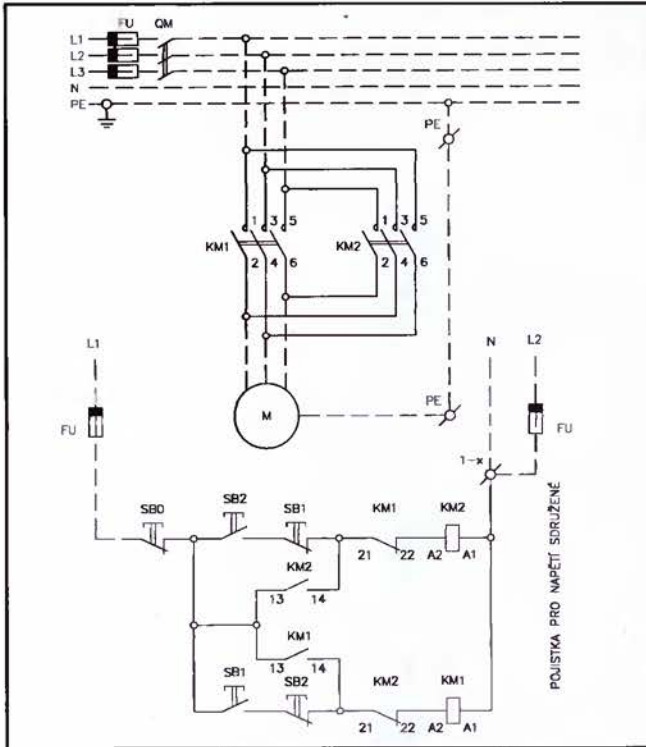 FU QM
L1
L2
L3
N
PE
PE
1 3 5
1 3 5
KM1
KM2
2 4 6
2 4 6
L1
N L2
M
PE
FU
FU
1-x
SB0
SB2
SB1
KM1
KM2
21 22 A2 A1
KM2
13 14
KM1
13 14
SB1
SB2
KM2
KM1
21 22 A2 A1
POJISTKA PRO NAPĚTÍ SDRUŽENÉ